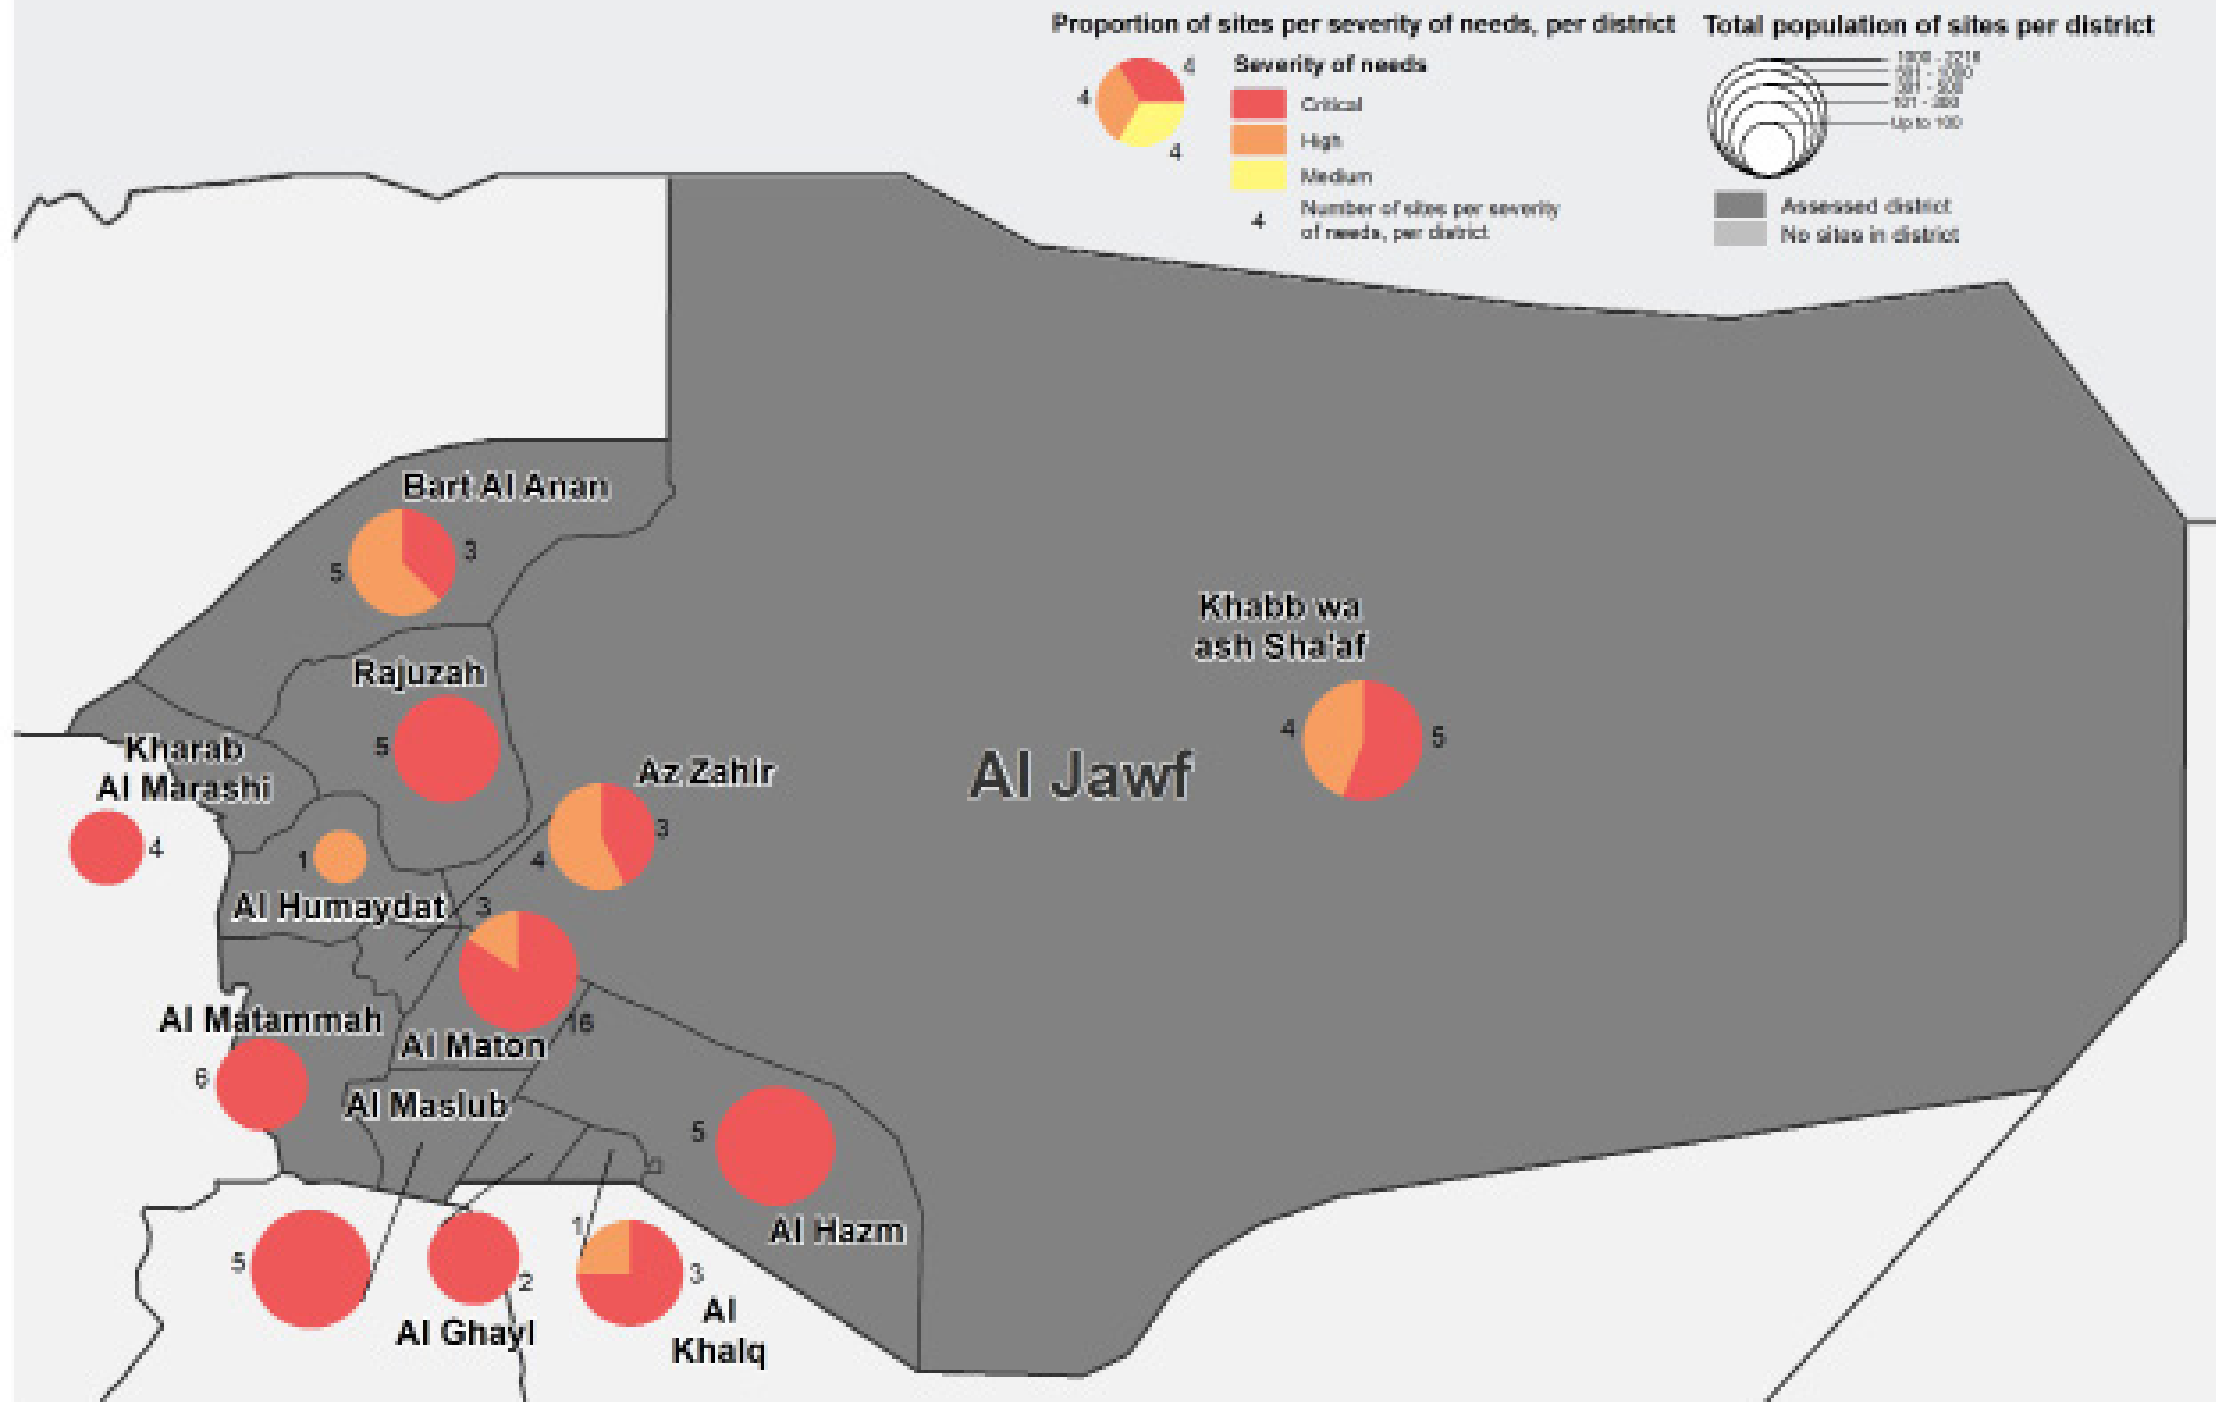 Proportion of sites per severity of needs, per district
Total population of sites per district
4
4
4
Severity of needs
Critical
High
Medium
4
Number of sites per severity
of needs, per district
Up to 100
Assessed district
No sites in district
Bart Al Anan
5
3
Rajuzah
5
Khabb wa
ash Sha'af
4
5
Al Jawf
Kharab
Al Marashi
4
Az Zahir
4
3
1
Al Humaydat
3
16
Al Maton
Al Matammah
6
Al Maslub
5
5
Al Hazm
2
Al Ghayl
1
3
Al
Khalq